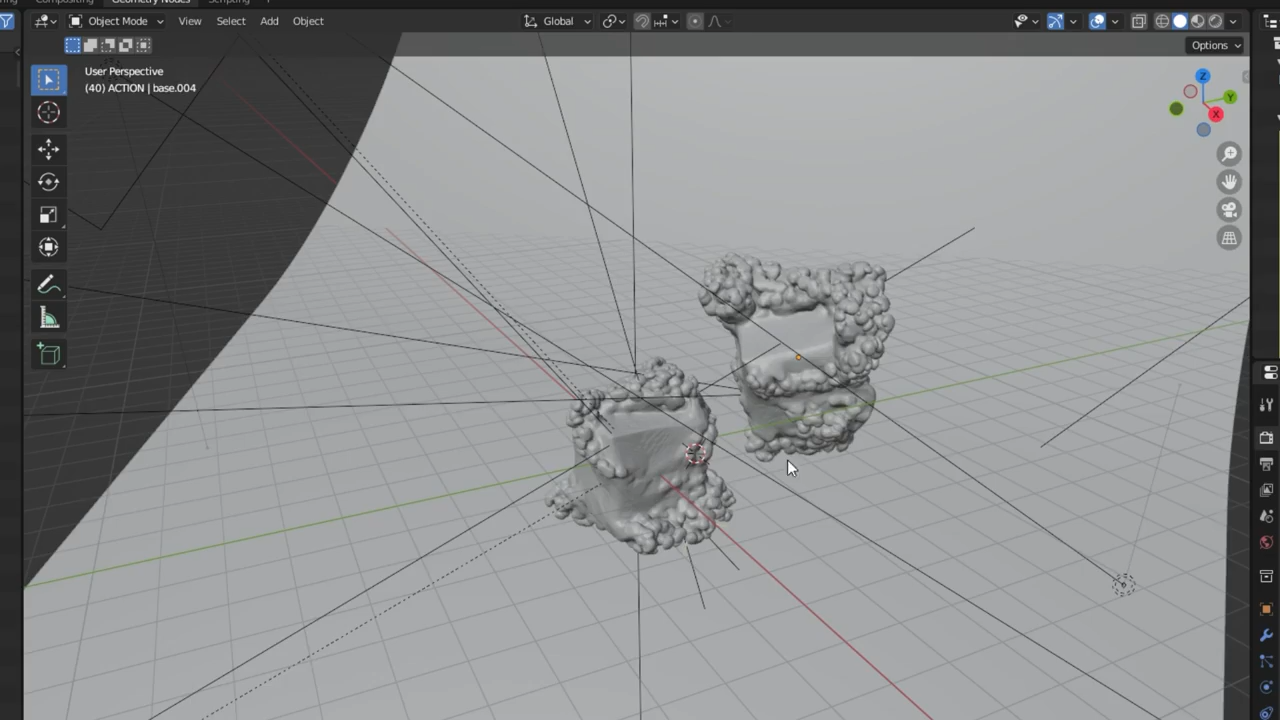 Compositing
Geometry Nodes
Scripting
+
Object Mode
View
Select
Add
Object
Global
Options
User Perspective
(40) ACTION | base.004
Z
Y
X